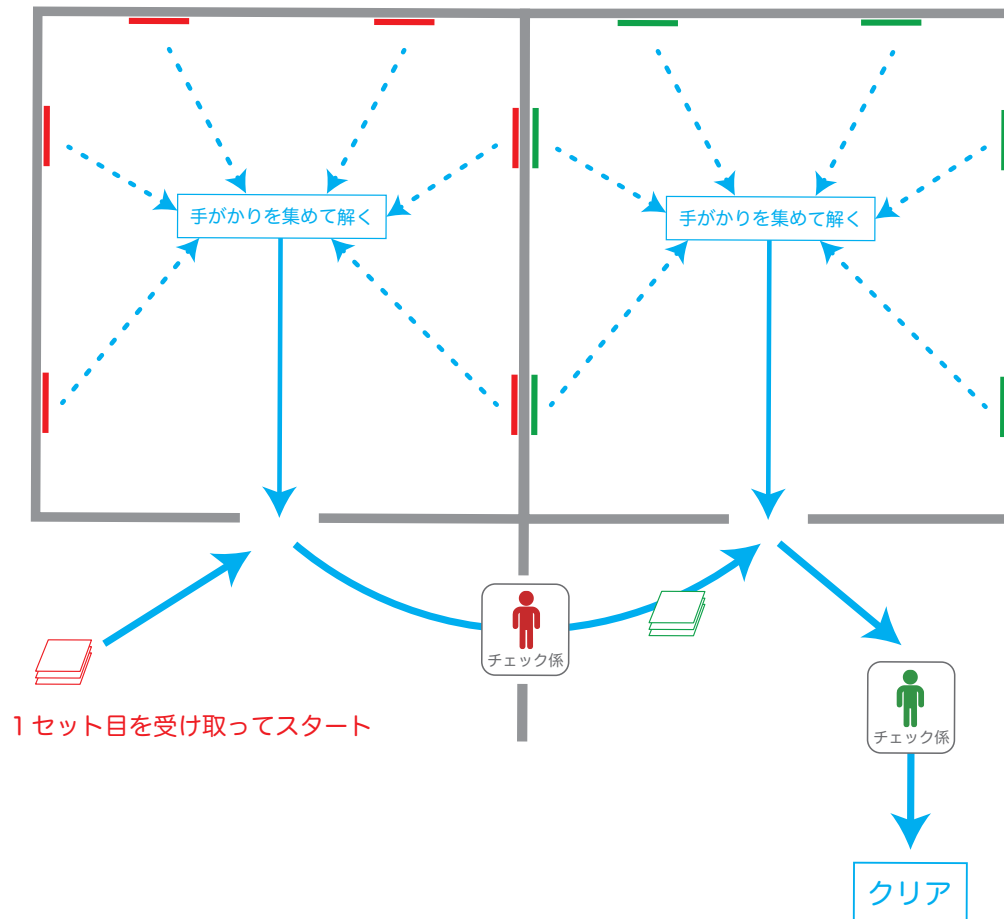 手がかりを集めて解く
手がかりを集めて解く
チェック係
1セット目を受け取ってスタート
チェック係
クリア